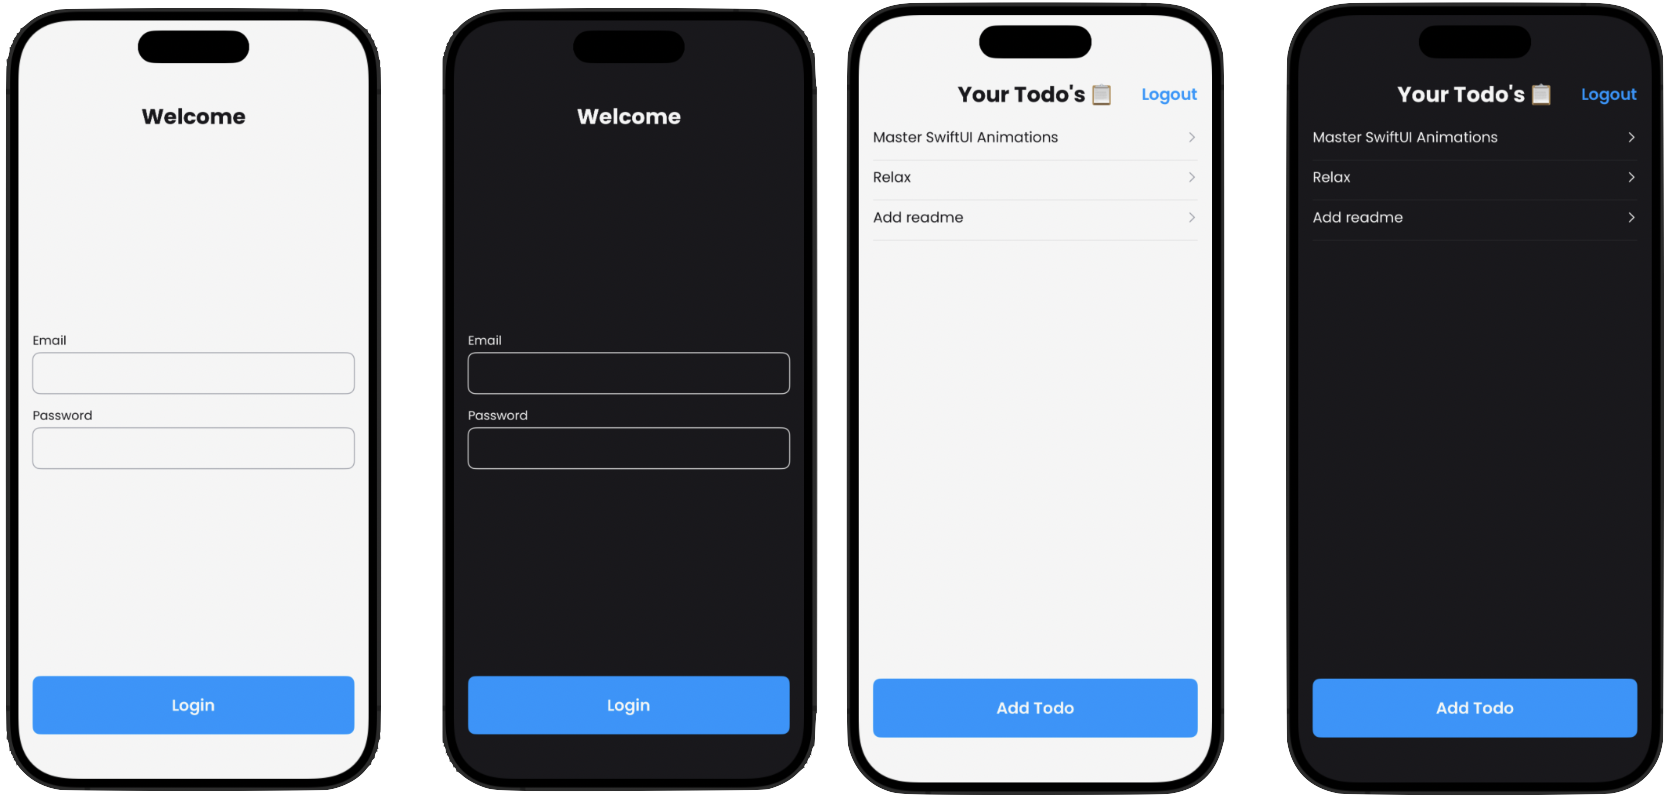 Welcome
Email
Password
Login
Welcome
Email
Password
Login
Your Todo's 📋 Logout
Master SwiftUI Animations
Relax
Add readme
Add Todo
Your Todo's 📋 Logout
Master SwiftUI Animations
Relax
Add readme
Add Todo